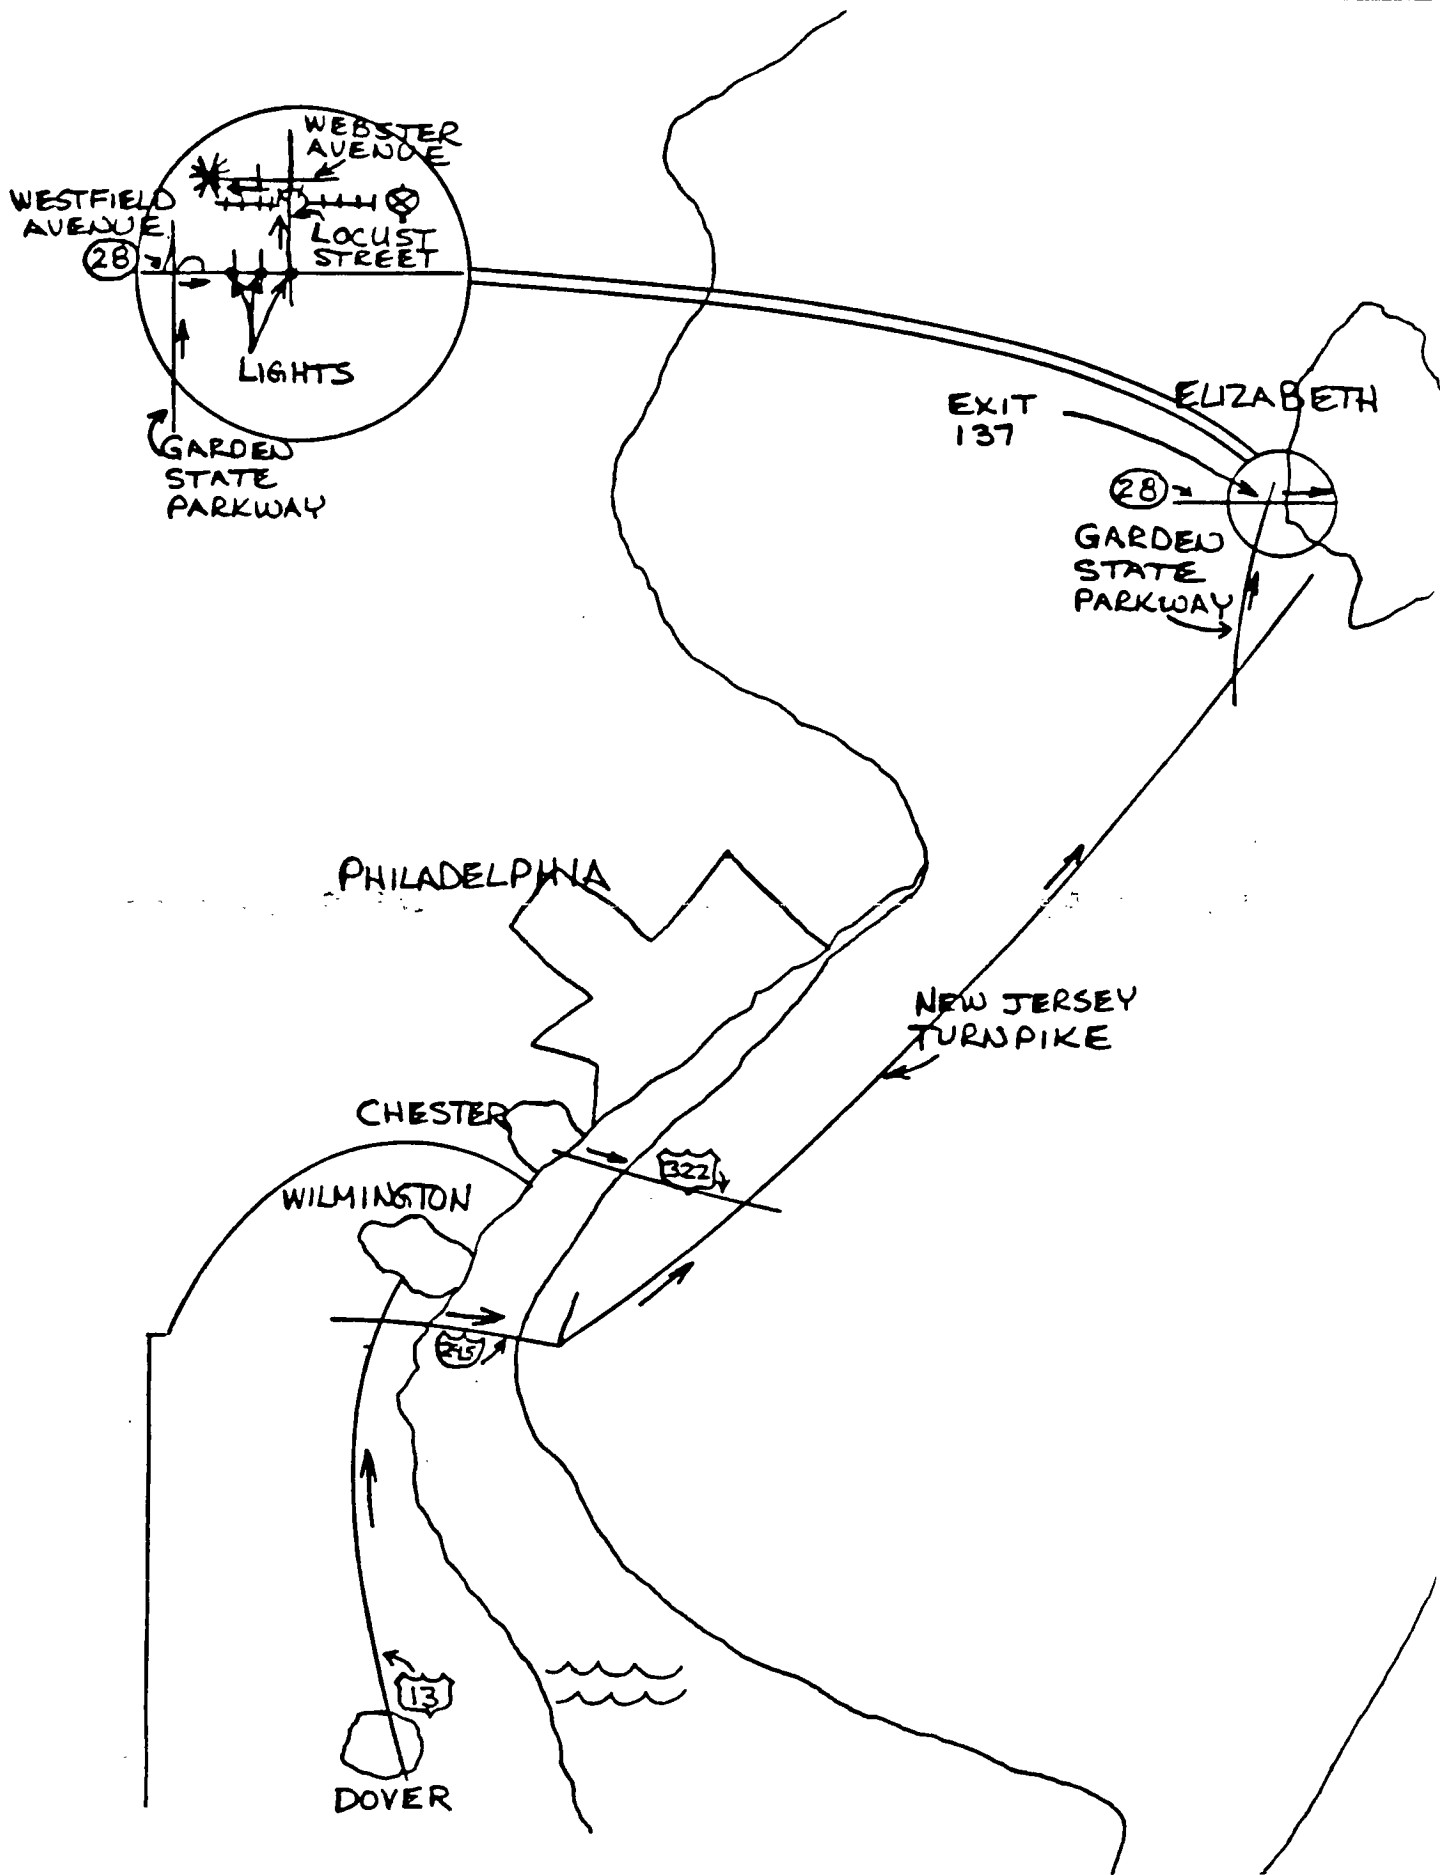 WEBSTER
AVENUE
WESTFIELD
AVENUE
28
LOCUST
STREET
LIGHTS
GARDEN
STATE
PARKWAY
ELIZABETH
EXIT
137
28
GARDEN
STATE
PARKWAY
PHILADELPHIA
NEW JERSEY
TURNPIKE
CHESTER
322
WILMINGTON
295
13
DOVER